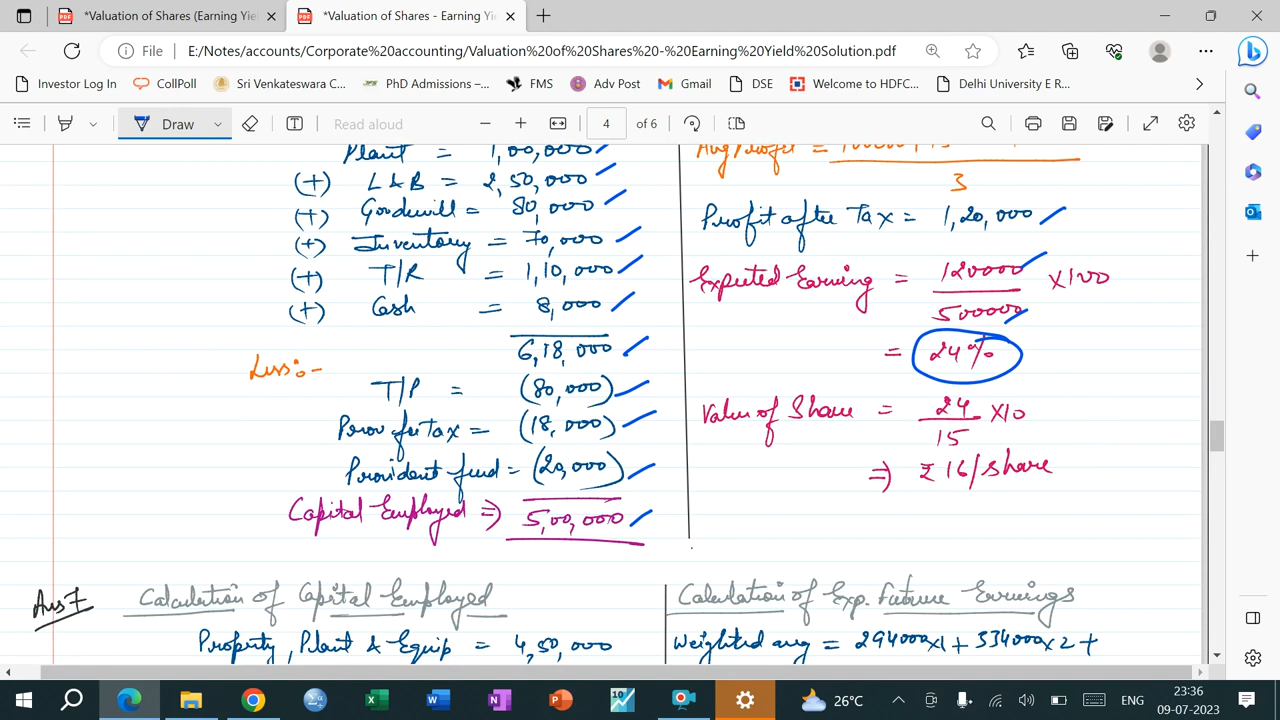 *Valuation of Shares (Earning Yiel
*Valuation of Shares - Earning Yie
File E:/Notes/accounts/Corporate%20accounting/Valuation%20of%20Shares%20-%20Earning%20Yield%20Solution.pdf
Investor Log In CollPoll Sri Venkateswara C... PhD Admissions -... FMS Adv Post Gmail DSE Welcome to HDFC... Delhi University E R...
Draw Read aloud 4 of 6
Plant = 1,00,000
(+) L & B = 2,50,000
(+) Goodwill = 80,000
(+) Inventory = 70,000
(+) T/R = 1,10,000
(+) Cash = 8,000
6,18,000
Less:-
T/P = (80,000)
Prov for Tax = (18,000)
Provident fund = (20,000)
Capital Employed ⇒ 5,00,000
Avg Profit =
3
Profit after Tax = 1,20,000
Expected Earning = 120000 × 100
500000
= 24%
Value of Share = 24 × 10
15
⇒ ₹ 16/share
Ans 7 Calculation of Capital Employed
Property, Plant & Equip = 4,50,000
Calculation of Exp. Future Earnings
Weighted avg = 294000×1 + 334000×2 +
26°C ENG 23:36
09-07-2023